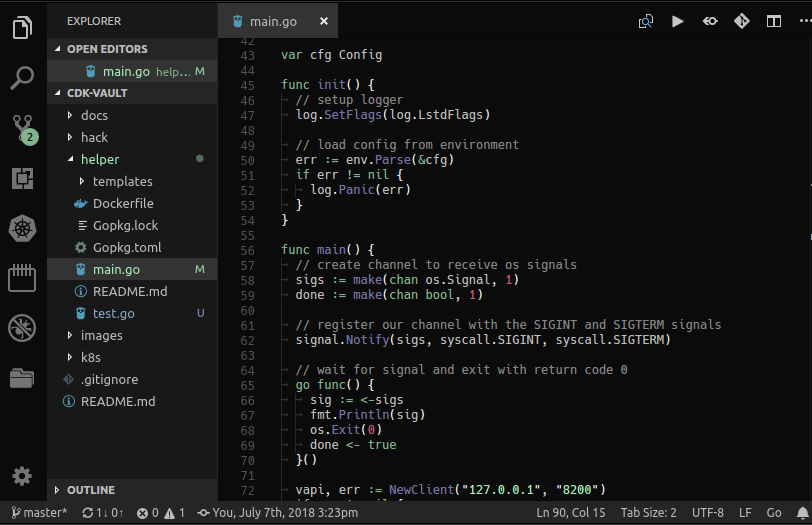 EXPLORER
main.go ×
OPEN EDITORS
main.go help... M
CDK-VAULT
docs
hack
2
helper
templates
Dockerfile
Gopkg.lock
Gopkg.toml
main.go M
README.md
test.go U
images
k8s
.gitignore
README.md
OUTLINE
42
43 var cfg Config
44
45 func init() {
46 // setup logger
47 log.SetFlags(log.LstdFlags)
48
49 // load config from environment
50 err := env.Parse(&cfg)
51 if err != nil {
52 log.Panic(err)
53 }
54 }
55
56 func main() {
57 // create channel to receive os signals
58 sigs := make(chan os.Signal, 1)
59 done := make(chan bool, 1)
60
61 // register our channel with the SIGINT and SIGTERM signals
62 signal.Notify(sigs, syscall.SIGINT, syscall.SIGTERM)
63
64 // wait for signal and exit with return code 0
65 go func() {
66 sig := <-sigs
67 fmt.Println(sig)
68 os.Exit(0)
69 done <- true
70 }()
71
72 vapi, err := NewClient("127.0.0.1", "8200")
master* 1↓ 0↑ 0 1 You, July 7th, 2018 3:23pm Ln 90, Col 15 Tab Size: 2 UTF-8 LF Go